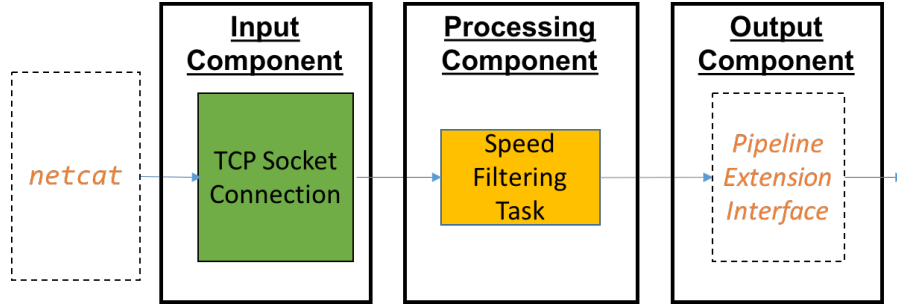 Input
Component
Processing
Component
Output
Component
netcat
TCP Socket
Connection
Speed
Filtering
Task
Pipeline
Extension
Interface